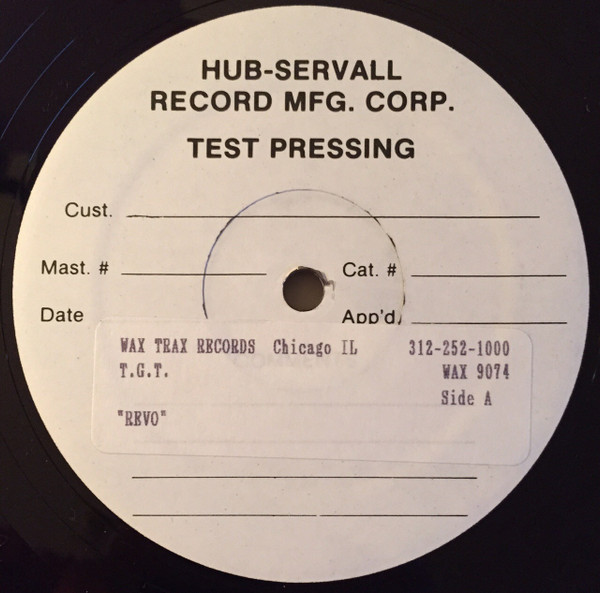 HUB-SERVALL
RECORD MFG. CORP.
TEST PRESSING
Cust.
Mast. # Cat. #
Date App'd
WAX TRAX RECORDS Chicago IL 312-252-1000
T.G.T. WAX 9074
Side A
"REVO"